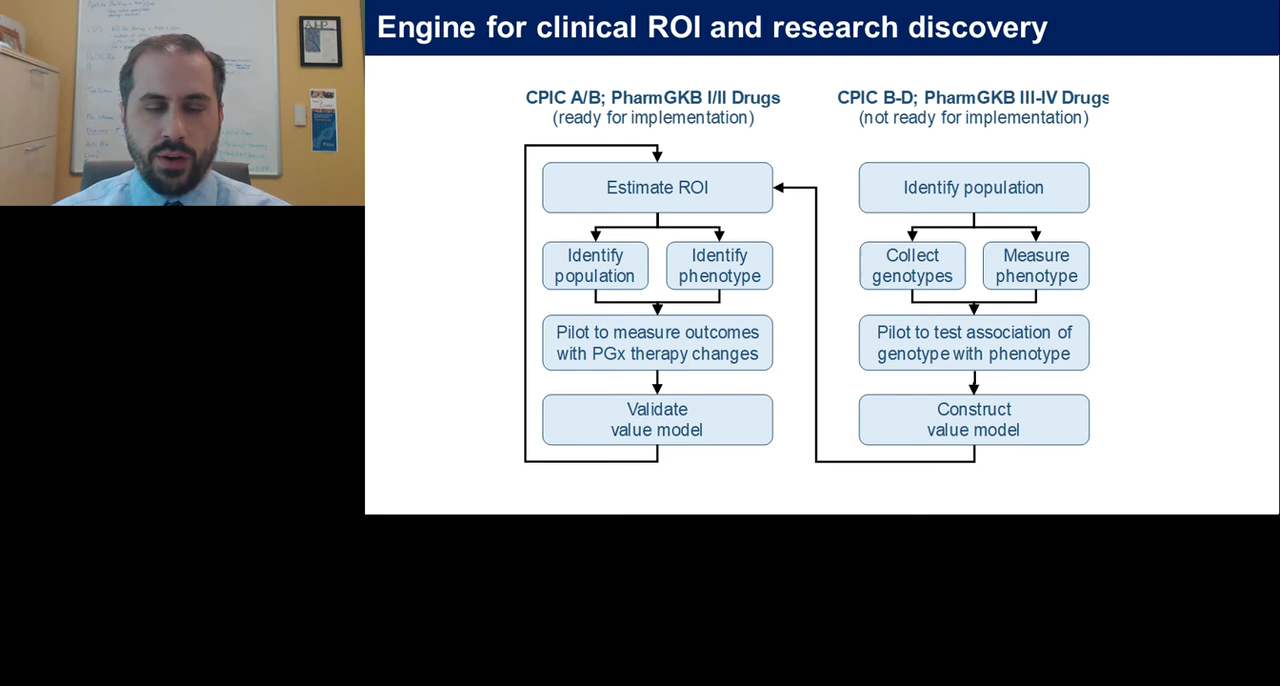 Engine for clinical ROI and research discovery
CPIC A/B; PharmGKB I/II Drugs
(ready for implementation)
Estimate ROI
Identify
population
Identify
phenotype
Pilot to measure outcomes
with PGx therapy changes
Validate
value model
CPIC B-D; PharmGKB III-IV Drugs
(not ready for implementation)
Identify population
Collect
genotypes
Measure
phenotype
Pilot to test association of
genotype with phenotype
Construct
value model